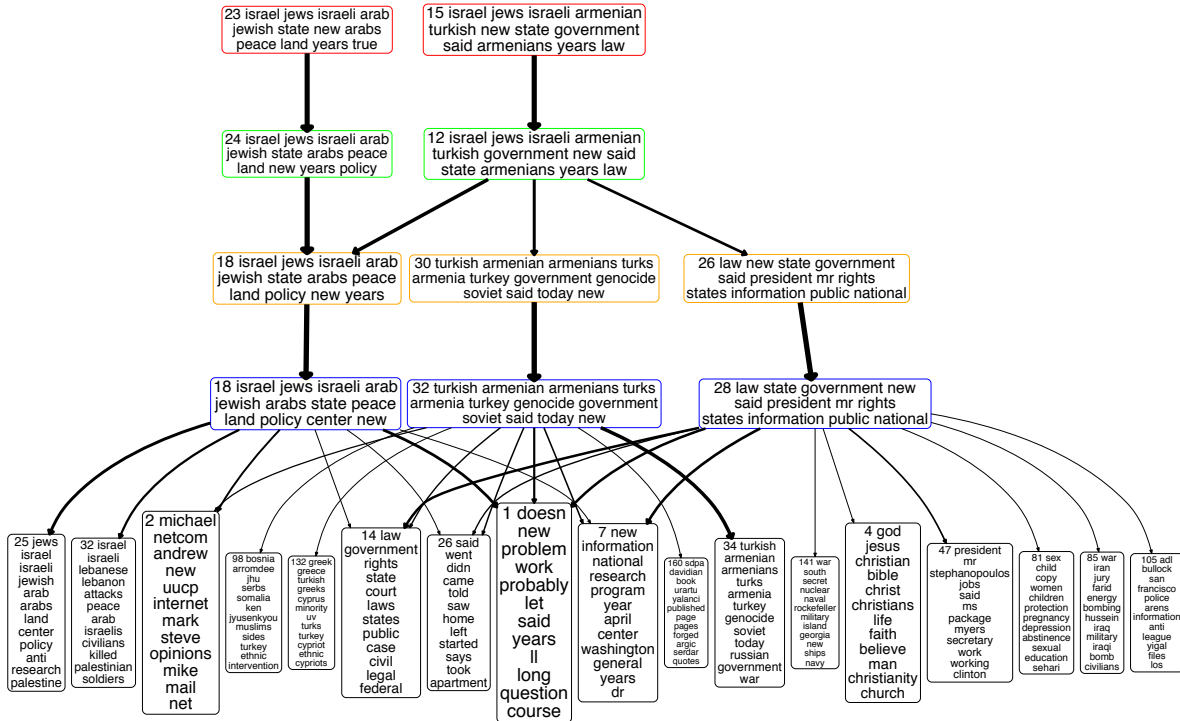 23 israel jews israeli arab
jewish state new arabs
peace land years true
15 israel jews israeli armenian
turkish new state government
said armenians years law
24 israel jews israeli arab
jewish state arabs peace
land new years policy
12 israel jews israeli armenian
turkish government new said
state armenians years law
18 israel jews israeli arab
jewish state arabs peace
land policy new years
30 turkish armenian armenians turks
armenia turkey government genocide
soviet said today new
26 law new state government
said president mr rights
states information public national
18 israel jews israeli arab
jewish arabs state peace
land policy center new
32 turkish armenian armenians turks
armenia turkey genocide government
soviet said today new
28 law state government new
said president mr rights
states information public national
25 jews
israel
israeli
jewish
arab
arabs
land
center
policy
anti
research
palestine
32 israel
israeli
lebanese
lebanon
attacks
peace
arab
israelis
civilians
killed
palestinian
soldiers
2 michael
netcom
andrew
new
uucp
internet
mark
steve
opinions
mike
mail
net
98 bosnia
arromdee
jhu
serbs
somalia
ken
jyusenkyou
muslims
sides
turkey
ethnic
intervention
132 greek
greece
turkish
greeks
cyprus
minority
uv
turks
turkey
cypriot
ethnic
cypriots
14 law
government
rights
state
court
laws
states
public
case
civil
legal
federal
26 said
went
didn
came
told
saw
home
left
started
says
took
apartment
1 doesn
new
problem
work
probably
let
said
years
ll
long
question
course
7 new
information
national
research
program
year
april
center
washington
general
years
dr
160 sdpa
davidian
book
urartu
yalanci
published
page
pages
forged
argic
serdar
quotes
34 turkish
armenian
armenians
turks
armenia
turkey
genocide
soviet
today
russian
government
war
141 war
south
secret
nuclear
naval
rockefeller
military
island
georgia
new
ships
navy
4 god
jesus
christian
bible
christ
christians
life
faith
believe
man
christianity
church
47 president
mr
stephanopoulos
jobs
said
ms
package
myers
secretary
work
working
clinton
81 sex
child
copy
women
children
protection
pregnancy
depression
abstinence
sexual
education
sehari
85 war
iran
jury
farid
energy
bombing
hussein
iraq
military
iraqi
bomb
civilians
105 adl
bullock
san
francisco
police
arens
information
anti
league
yigal
files
los